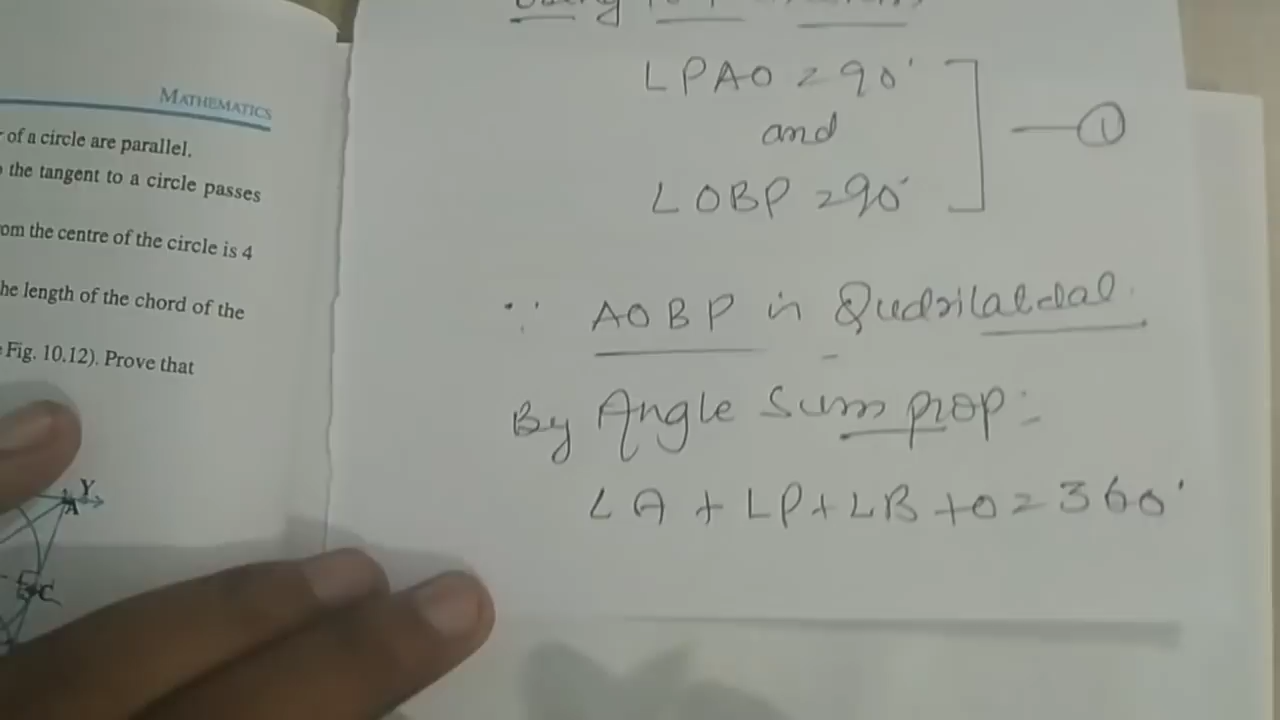 MATHEMATICS
of a circle are parallel.
the tangent to a circle passes
om the centre of the circle is 4
he length of the chord of the
Fig. 10.12). Prove that
Y
A
C
∠PAO = 90°
and
∠OBP = 90°
①
∵ AOBP in Qudrilateral.
By Angle Sum prop:-
∠A + ∠P + ∠B + O = 360°